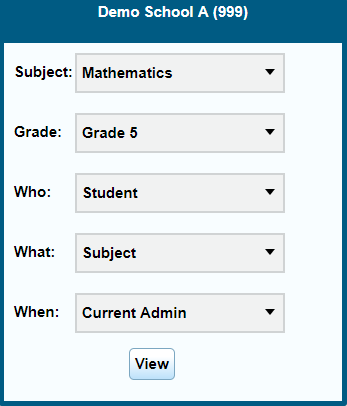 Demo School A (999)
Subject: Mathematics
Grade: Grade 5
Who: Student
What: Subject
When: Current Admin
View